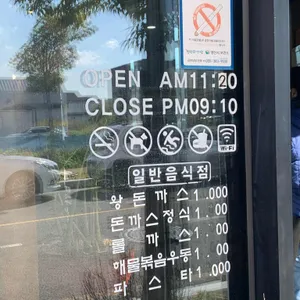 OPEN AM11:20
CLOSE PM09:10
Wi-Fi
일반음식점
왕돈까스1 .000
돈까스정식1 .00
롤까스1 .00
해물볶음우동1 .00
파스타1 .000